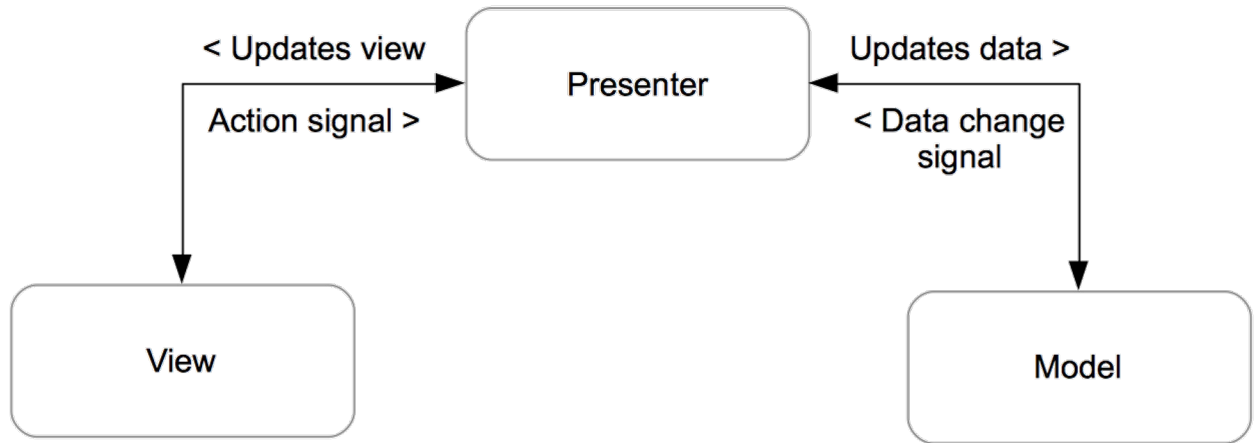 < Updates view
Updates data >
Presenter
Action signal >
< Data change
signal
View
Model